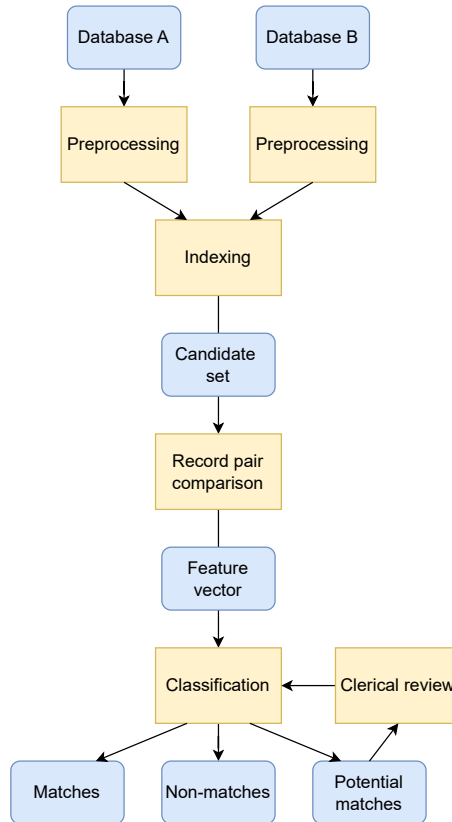 Database A
Database B
Preprocessing
Preprocessing
Indexing
Candidate
set
Record pair
comparison
Feature
vector
Classification
Clerical review
Matches
Non-matches
Potential
matches